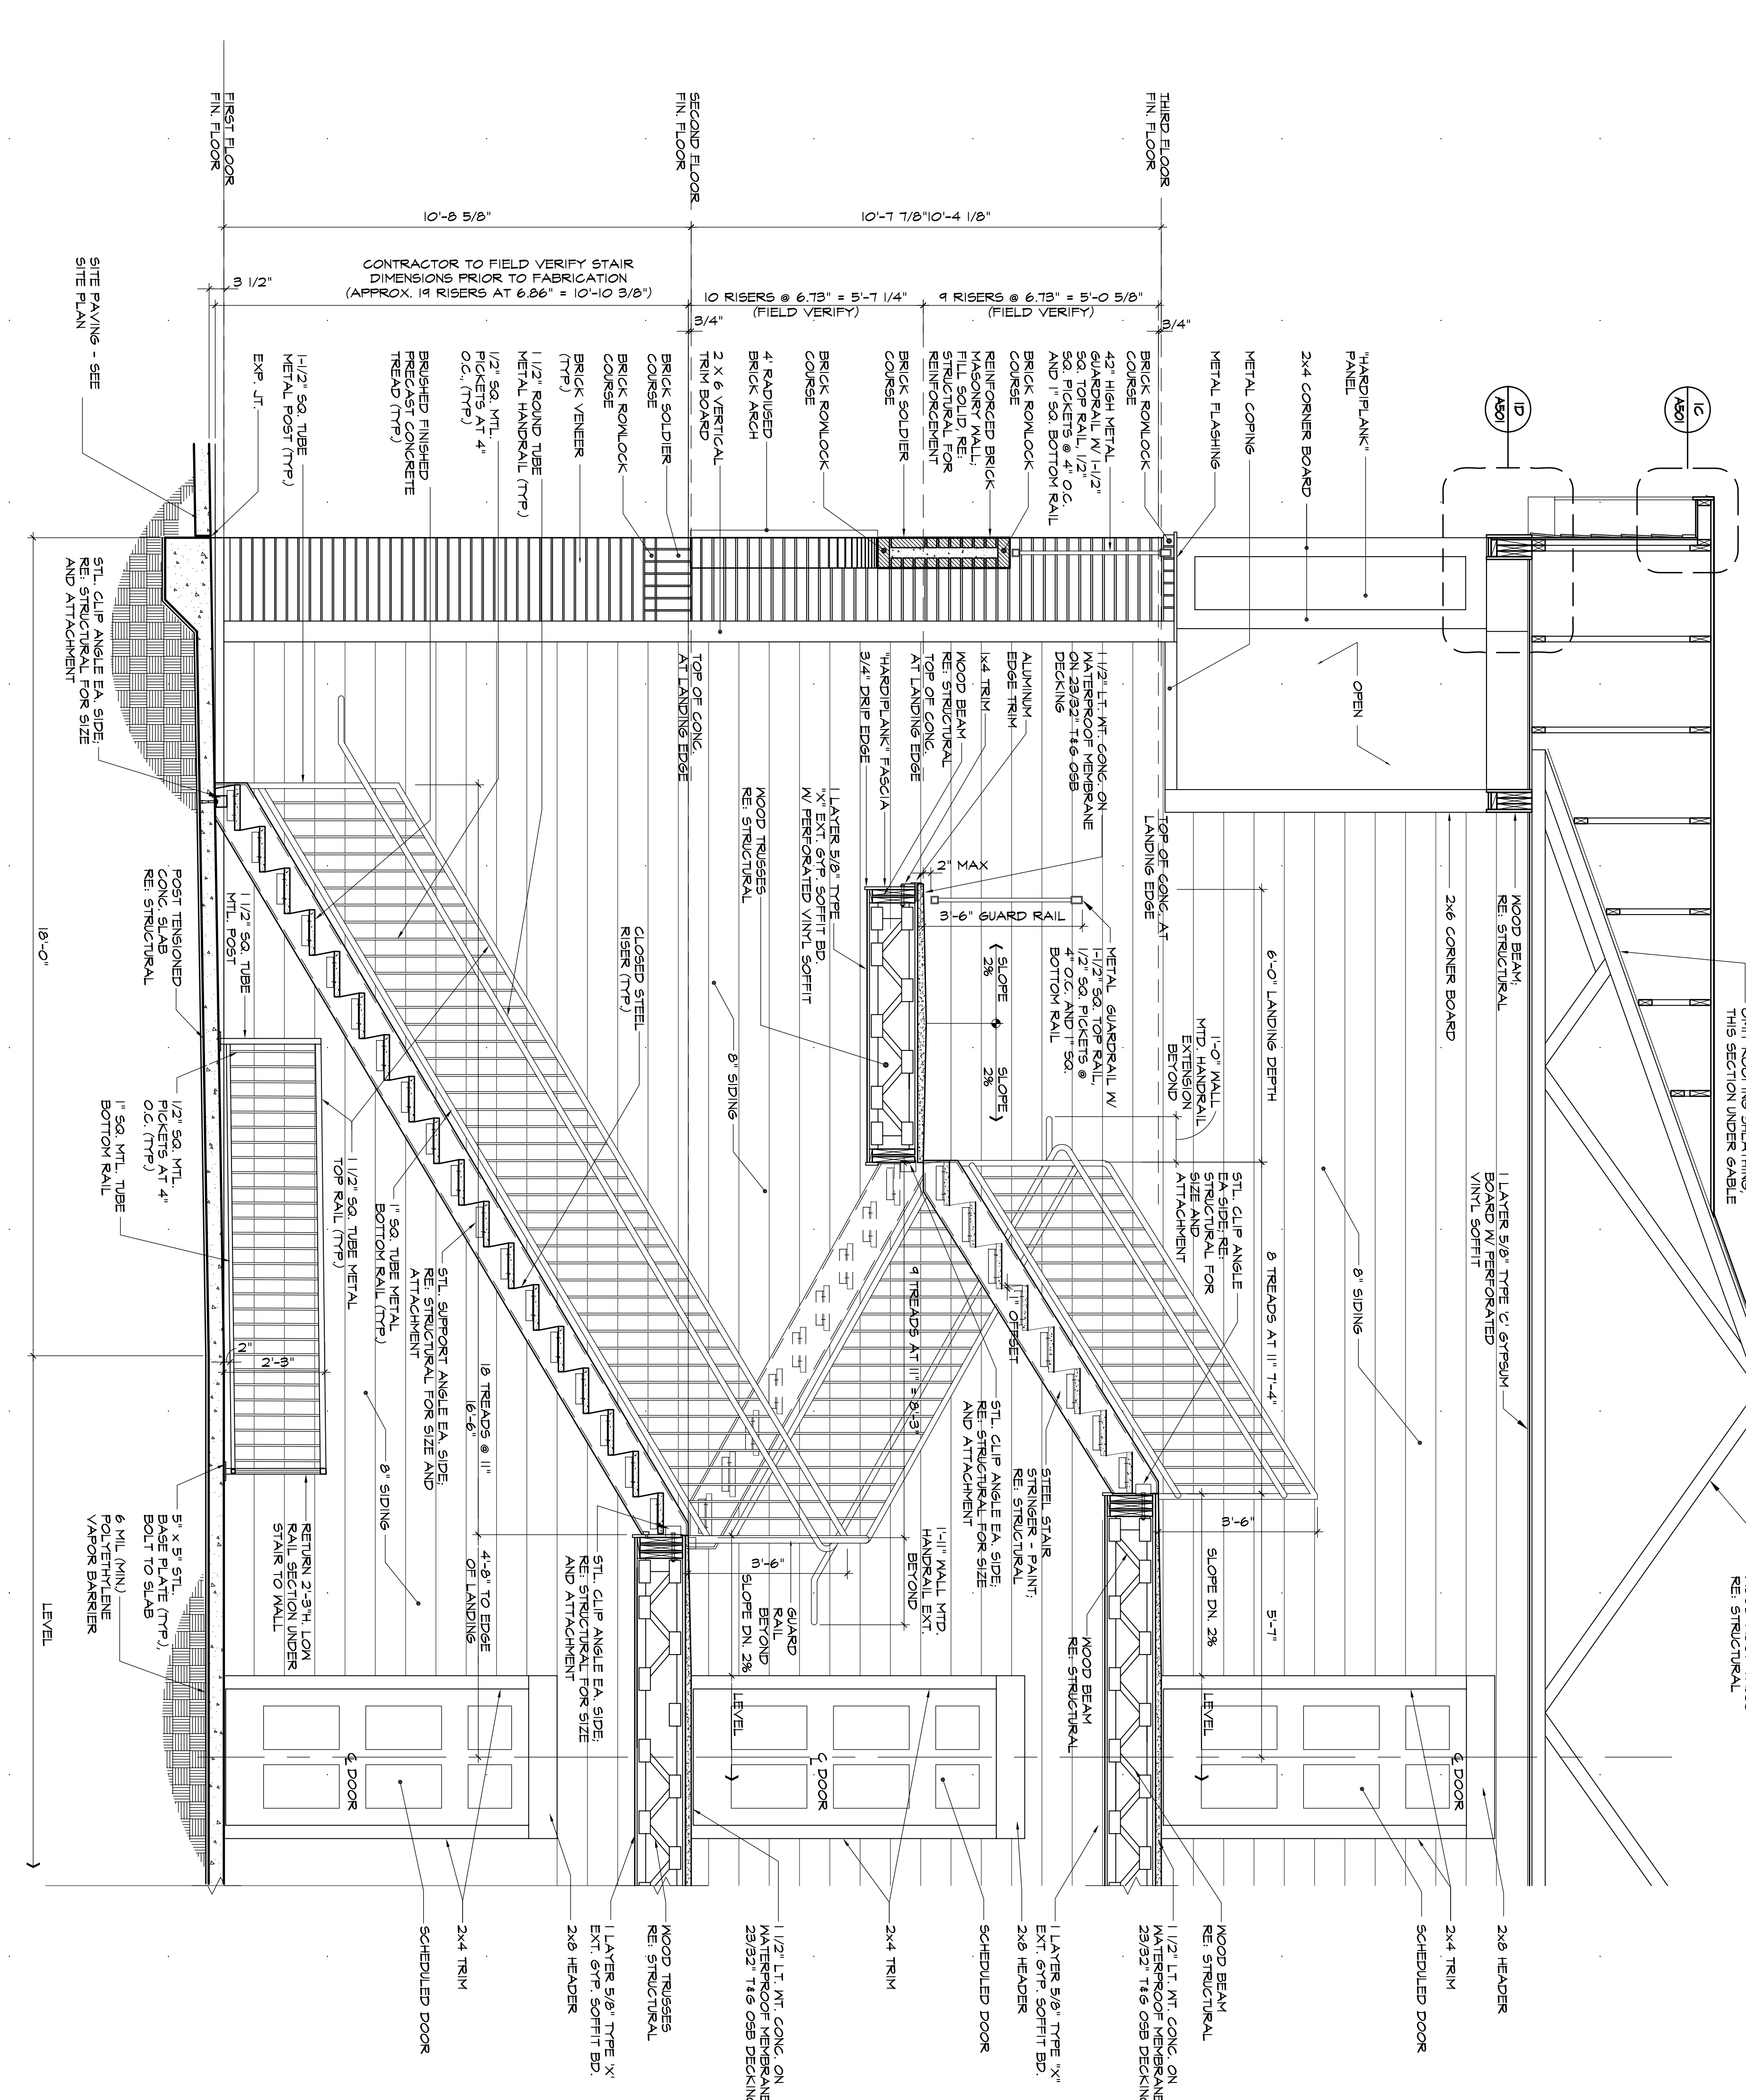 THIRD FLOOR
FIN. FLOOR
SECOND FLOOR
FIN. FLOOR
FIRST FLOOR
FIN. FLOOR
10'-8 5/8"
10'-7 7/8"10'-4 1/8"
CONTRACTOR TO FIELD VERIFY STAIR
DIMENSIONS PRIOR TO FABRICATION
(APPROX. 19 RISERS AT 6.86" = 10'-10 3/8")
3 1/2"
10 RISERS @ 6.73" = 5'-7 1/4"
(FIELD VERIFY)
9 RISERS @ 6.73" = 5'-0 5/8"
(FIELD VERIFY)
3/4"
3/4"
1C
A501
1D
A501
"HARDIPLANK"
PANEL
2x4 CORNER BOARD
METAL COPING
METAL FLASHING
BRICK ROWLOCK
COURSE
42" HIGH METAL
GUARDRAIL W/ 1-1/2"
SQ. TOP RAIL, 1/2"
SQ. PICKETS @ 4" O.C.
AND 1" SQ. BOTTOM RAIL
BRICK ROWLOCK
COURSE
REINFORCED BRICK
MASONRY WALL;
FILL SOLID, RE:
STRUCTURAL FOR
REINFORCEMENT
BRICK SOLDIER
COURSE
BRICK ROWLOCK
COURSE
4' RADIUSED
BRICK ARCH
2 X 6 VERTICAL
TRIM BOARD
BRICK SOLDIER
COURSE
BRICK ROWLOCK
COURSE
BRICK VENEER
(TYP.)
1 1/2" ROUND TUBE
METAL HANDRAIL (TYP.)
1/2" SQ. MTL.
PICKETS AT 4"
O.C., (TYP.)
BRUSHED FINISHED
PRECAST CONCRETE
TREAD (TYP.)
1-1/2" SQ. TUBE
METAL POST (TYP.)
EXP. JT.
SITE PAVING - SEE
SITE PLAN
STL. CLIP ANGLE EA. SIDE;
RE: STRUCTURAL FOR SIZE
AND ATTACHMENT
OPEN
1 1/2" LT. WT. CONC. ON
WATERPROOF MEMBRANE
ON 23/32" T&G OSB
DECKING
ALUMINUM
EDGE TRIM
1x4 TRIM
WOOD BEAM
RE: STRUCTURAL
TOP OF CONC.
AT LANDING EDGE
"HARDIPLANK" FASCIA
3/4" DRIP EDGE
TOP OF CONC.
AT LANDING EDGE
1 LAYER 5/8" TYPE
"X" EXT. GYP. SOFFIT BD.
W/ PERFORATED VINYL SOFFIT
WOOD TRUSSES
RE: STRUCTURAL
TOP OF CONC. AT
LANDING EDGE
2" MAX
3'-6" GUARD RAIL
SLOPE
2%
SLOPE
2%
METAL GUARDRAIL W/
1-1/2" SQ. TOP RAIL,
1/2" SQ. PICKETS @
4" O.C. AND 1" SQ.
BOTTOM RAIL
WOOD BEAM;
RE: STRUCTURAL
2x6 CORNER BOARD
6'-0" LANDING DEPTH
1'-0" WALL
MTD. HANDRAIL
EXTENSION
BEYOND
THIS SECTION UNDER GABLE
1 LAYER 5/8" TYPE 'C' GYPSUM
BOARD W/ PERFORATED
VINYL SOFFIT
8" SIDING
8 TREADS AT 11" 7'-4"
STL. CLIP ANGLE
EA SIDE; RE:
STRUCTURAL FOR
SIZE AND
ATTACHMENT
1" OFFSET
9 TREADS AT 11" = 8'-3"
8" SIDING
CLOSED STEEL
RISER (TYP.)
POST TENSIONED
CONC. SLAB
RE: STRUCTURAL
1 1/2" SQ. TUBE
MTL. POST
1/2" SQ. MTL.
PICKETS AT 4"
O.C. (TYP.)
1" SQ. MTL. TUBE
BOTTOM RAIL
1 1/2" SQ. TUBE METAL
TOP RAIL (TYP.)
1" SQ. TUBE METAL
BOTTOM RAIL (TYP.)
STL. SUPPORT ANGLE EA. SIDE;
RE: STRUCTURAL FOR SIZE AND
ATTACHMENT
18 TREADS @ 11"
16'-6"
4'-8" TO EDGE
OF LANDING
2"
2'-3"
18'-0"
LEVEL
8" SIDING
RETURN 2'-3"H. LOW
RAIL SECTION UNDER
STAIR TO WALL
5" x 5" STL.
BASE PLATE (TYP.),
BOLT TO SLAB
6 MIL (MIN.)
POLYETHYLENE
VAPOR BARRIER
STL. CLIP ANGLE EA. SIDE;
RE: STRUCTURAL FOR SIZE
AND ATTACHMENT
STEEL STAIR
STRINGER - PAINT;
RE: STRUCTURAL
STL. CLIP ANGLE EA. SIDE;
RE: STRUCTURAL FOR SIZE
AND ATTACHMENT
1'-11" WALL MTD.
HANDRAIL EXT.
BEYOND
GUARD
RAIL
BEYOND
3'-6"
SLOPE DN. 2%
LEVEL
3'-6"
SLOPE DN. 2%
5'-7"
LEVEL
WOOD BEAM
RE: STRUCTURAL
RE: STRUCTURAL
DOOR
DOOR
DOOR
2x8 HEADER
2x4 TRIM
SCHEDULED DOOR
WOOD BEAM
RE: STRUCTURAL
1 1/2" LT. WT. CONC. ON
WATERPROOF MEMBRANE
23/32" T&G OSB DECKING
1 LAYER 5/8" TYPE "X"
EXT. GYP. SOFFIT BD.
2x8 HEADER
SCHEDULED DOOR
2x4 TRIM
1 1/2" LT. WT. CONC. ON
WATERPROOF MEMBRANE
23/32" T&G OSB DECKING
WOOD TRUSSES
RE: STRUCTURAL
1 LAYER 5/8" TYPE 'X'
EXT. GYP. SOFFIT BD.
2x8 HEADER
2x4 TRIM
SCHEDULED DOOR